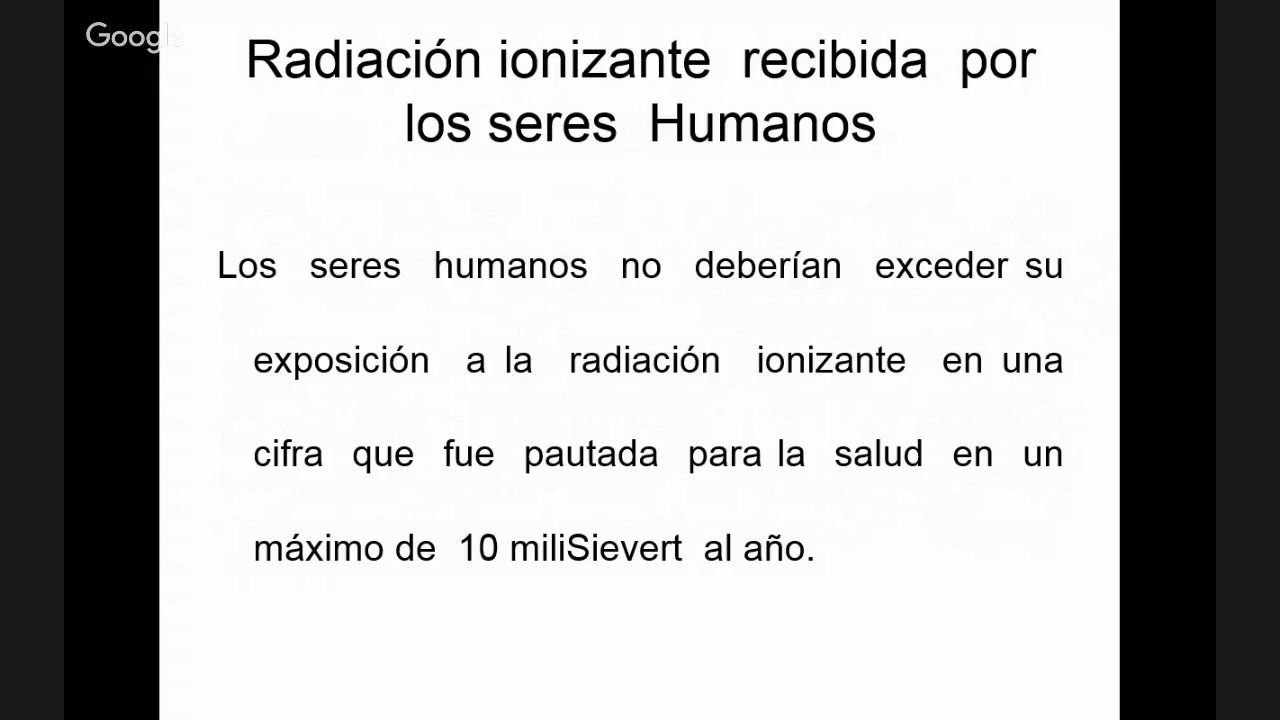 Google
Radiación ionizante recibida por
los seres Humanos
Los seres humanos no deberían exceder su
exposición a la radiación ionizante en una
cifra que fue pautada para la salud en un
máximo de 10 miliSievert al año.